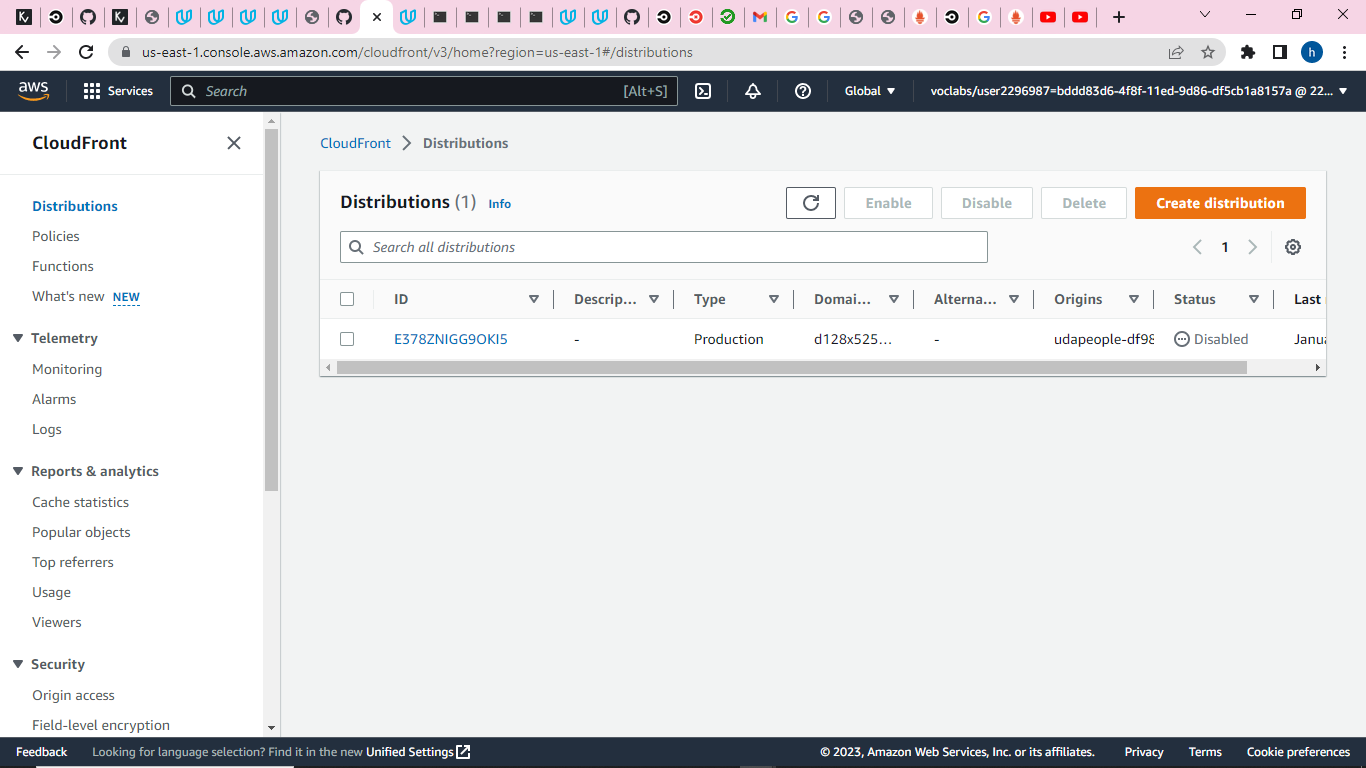 us-east-1.console.aws.amazon.com/cloudfront/v3/home?region=us-east-1#/distributions
h
aws
Services
Search
[Alt+S]
Global
voclabs/user2296987=bddd83d6-4f8f-11ed-9d86-df5cb1a8157a @ 22...
CloudFront
Distributions
Policies
Functions
What's new NEW
Telemetry
Monitoring
Alarms
Logs
Reports & analytics
Cache statistics
Popular objects
Top referrers
Usage
Viewers
Security
Origin access
Field-level encryption
CloudFront > Distributions
Distributions (1) Info
Enable
Disable
Delete
Create distribution
Search all distributions
1
ID Descrip... Type Domai... Alterna... Origins Status Last
E378ZNIGG9OKI5 - Production d128x525... - udapeople-df98 Disabled Janua
Feedback Looking for language selection? Find it in the new Unified Settings
© 2023, Amazon Web Services, Inc. or its affiliates. Privacy Terms Cookie preferences